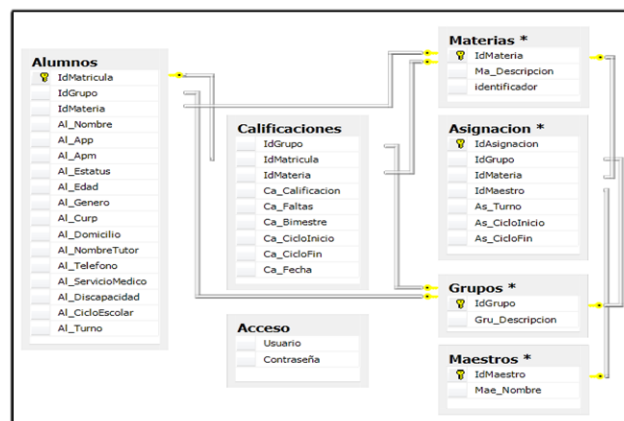 Alumnos
IdMatricula
IdGrupo
IdMateria
Al_Nombre
Al_App
Al_Apm
Al_Estatus
Al_Edad
Al_Genero
Al_Curp
Al_Domicilio
Al_NombreTutor
Al_Telefono
Al_ServicioMedico
Al_Discapacidad
Al_CicloEscolar
Al_Turno
Calificaciones
IdGrupo
IdMatricula
IdMateria
Ca_Calificacion
Ca_Faltas
Ca_Bimestre
Ca_CicloInicio
Ca_CicloFin
Ca_Fecha
Acceso
Usuario
Contraseña
Materias *
IdMateria
Ma_Descripcion
identificador
Asignacion *
IdAsignacion
IdGrupo
IdMateria
IdMaestro
As_Turno
As_CicloInicio
As_CicloFin
Grupos *
IdGrupo
Gru_Descripcion
Maestros *
IdMaestro
Mae_Nombre